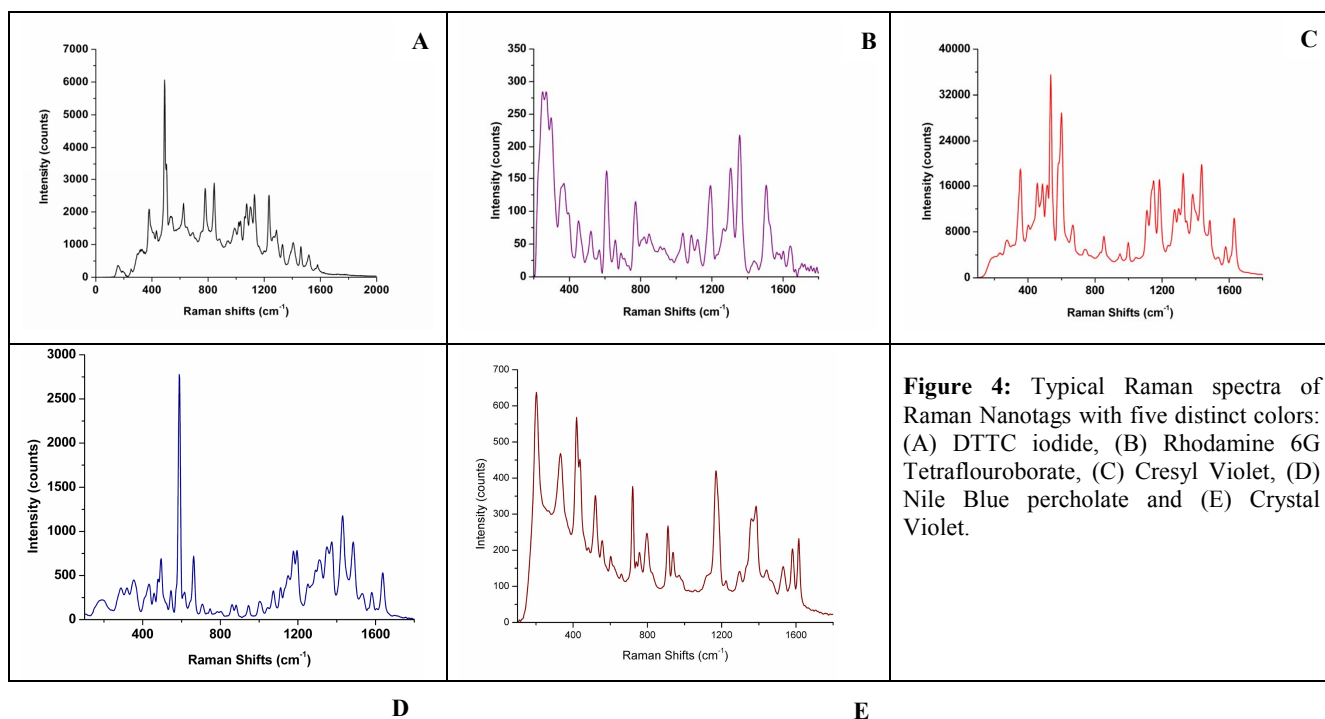 A
7000
6000
5000
4000
3000
2000
1000
0
Intensity (counts)
0 400 800 1200 1600 2000
Raman shifts (cm-1)
B
350
300
250
200
150
100
50
0
Intensity (counts)
400 800 1200 1600
Raman Shifts (cm-1)
C
40000
32000
24000
16000
8000
0
Intensity (counts)
400 800 1200 1600
Raman Shifts (cm-1)
3000
2500
2000
1500
1000
500
0
Intensity (counts)
400 800 1200 1600
Raman Shifts (cm-1)
700
600
500
400
300
200
100
0
Intensity (counts)
400 800 1200 1600
Raman Shifts (cm-1)
Figure 4: Typical Raman spectra of
Raman Nanotags with five distinct colors:
(A) DTTC iodide, (B) Rhodamine 6G
Tetraflouroborate, (C) Cresyl Violet, (D)
Nile Blue percholate and (E) Crystal
Violet.
D
E